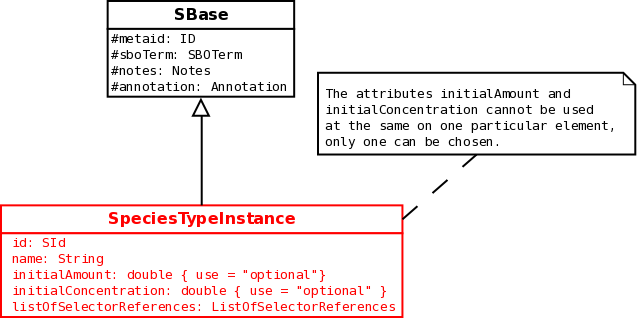 SBase
#metaid: ID
#sboTerm: SBOTerm
#notes: Notes
#annotation: Annotation
The attributes initialAmount and
initialConcentration cannot be used
at the same on one particular element,
only one can be chosen.
SpeciesTypeInstance
id: SId
name: String
initialAmount: double { use = "optional"}
initialConcentration: double { use = "optional" }
listOfSelectorReferences: ListOfSelectorReferences